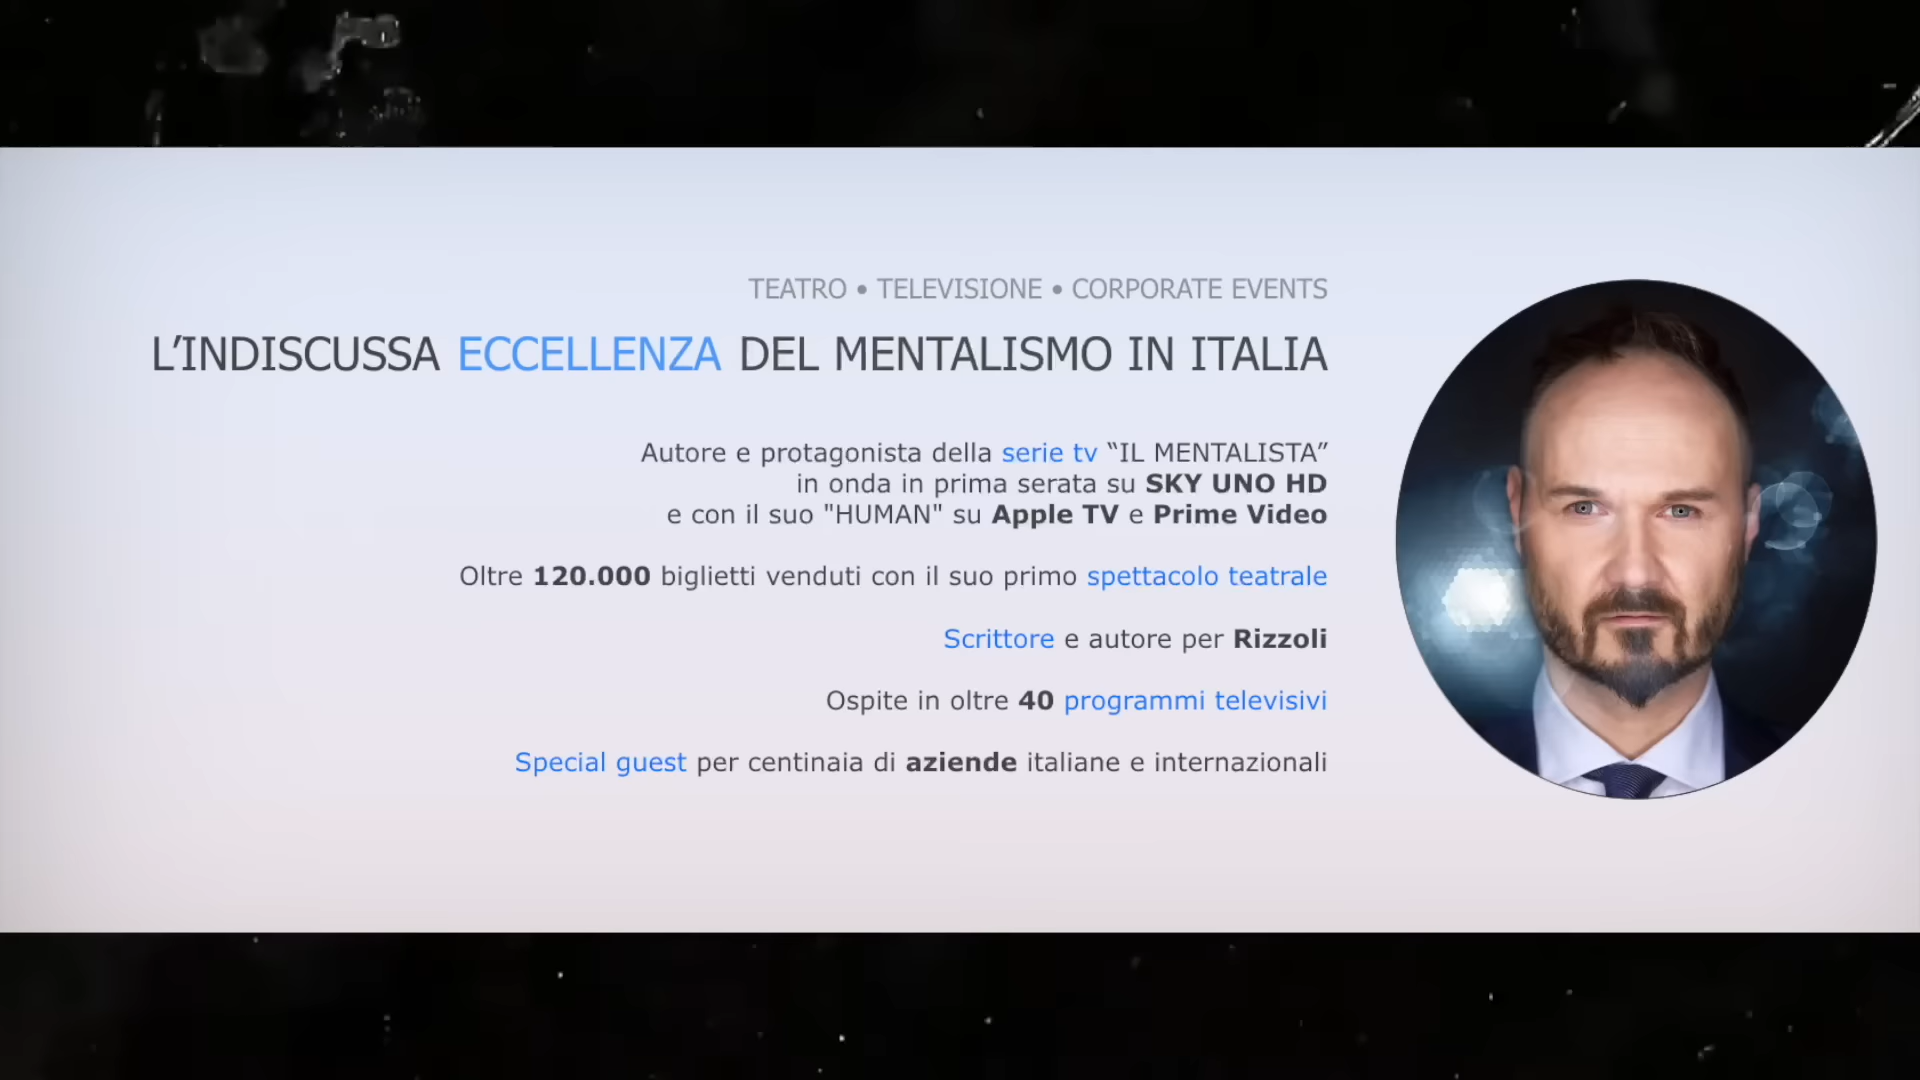 TEATRO • TELEVISIONE • CORPORATE EVENTS
L’INDISCUSSA ECCELLENZA DEL MENTALISMO IN ITALIA
Autore e protagonista della serie tv “IL MENTALISTA”
in onda in prima serata su SKY UNO HD
e con il suo "HUMAN" su Apple TV e Prime Video
Oltre 120.000 biglietti venduti con il suo primo spettacolo teatrale
Scrittore e autore per Rizzoli
Ospite in oltre 40 programmi televisivi
Special guest per centinaia di aziende italiane e internazionali